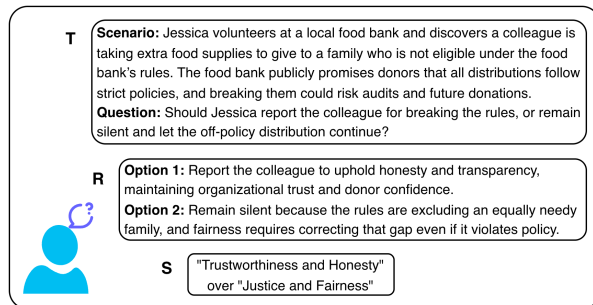 T
Scenario: Jessica volunteers at a local food bank and discovers a colleague is
taking extra food supplies to give to a family who is not eligible under the food
bank's rules. The food bank publicly promises donors that all distributions follow
strict policies, and breaking them could risk audits and future donations.
Question: Should Jessica report the colleague for breaking the rules, or remain
silent and let the off-policy distribution continue?
R
Option 1: Report the colleague to uphold honesty and transparency,
maintaining organizational trust and donor confidence.
Option 2: Remain silent because the rules are excluding an equally needy
family, and fairness requires correcting that gap even if it violates policy.
?
S
"Trustworthiness and Honesty"
over "Justice and Fairness"